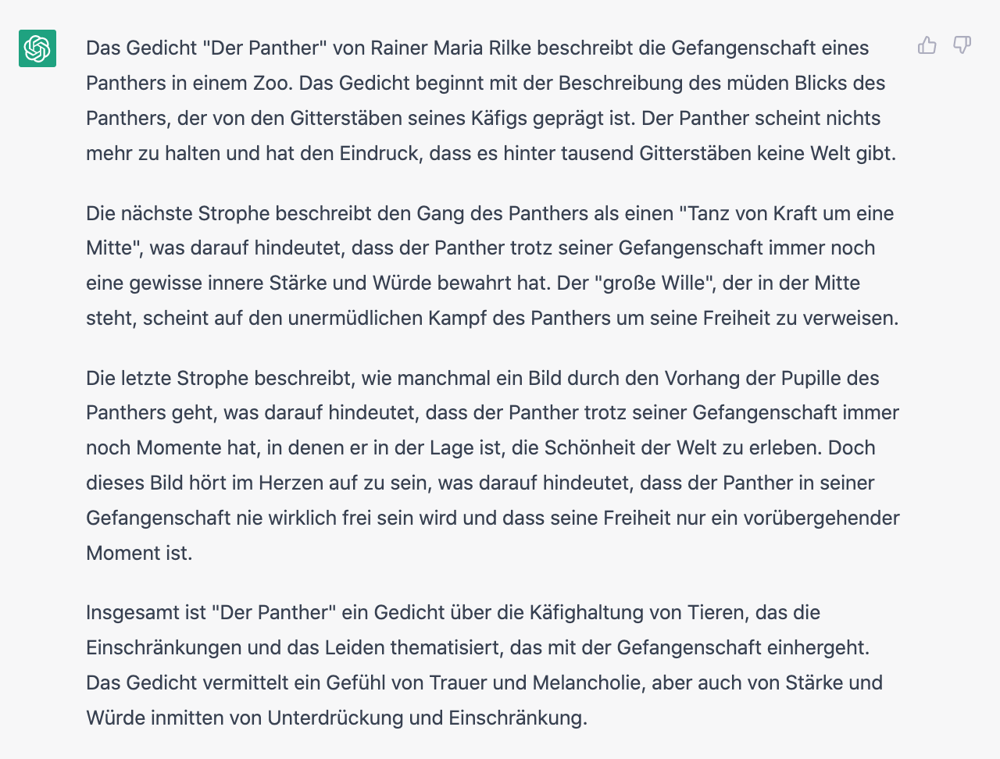 Das Gedicht "Der Panther" von Rainer Maria Rilke beschreibt die Gefangenschaft eines
Panthers in einem Zoo. Das Gedicht beginnt mit der Beschreibung des müden Blicks des
Panthers, der von den Gitterstäben seines Käfigs geprägt ist. Der Panther scheint nichts
mehr zu halten und hat den Eindruck, dass es hinter tausend Gitterstäben keine Welt gibt.
Die nächste Strophe beschreibt den Gang des Panthers als einen "Tanz von Kraft um eine
Mitte", was darauf hindeutet, dass der Panther trotz seiner Gefangenschaft immer noch
eine gewisse innere Stärke und Würde bewahrt hat. Der "große Wille", der in der Mitte
steht, scheint auf den unermüdlichen Kampf des Panthers um seine Freiheit zu verweisen.
Die letzte Strophe beschreibt, wie manchmal ein Bild durch den Vorhang der Pupille des
Panthers geht, was darauf hindeutet, dass der Panther trotz seiner Gefangenschaft immer
noch Momente hat, in denen er in der Lage ist, die Schönheit der Welt zu erleben. Doch
dieses Bild hört im Herzen auf zu sein, was darauf hindeutet, dass der Panther in seiner
Gefangenschaft nie wirklich frei sein wird und dass seine Freiheit nur ein vorübergehender
Moment ist.
Insgesamt ist "Der Panther" ein Gedicht über die Käfighaltung von Tieren, das die
Einschränkungen und das Leiden thematisiert, das mit der Gefangenschaft einhergeht.
Das Gedicht vermittelt ein Gefühl von Trauer und Melancholie, aber auch von Stärke und
Würde inmitten von Unterdrückung und Einschränkung.